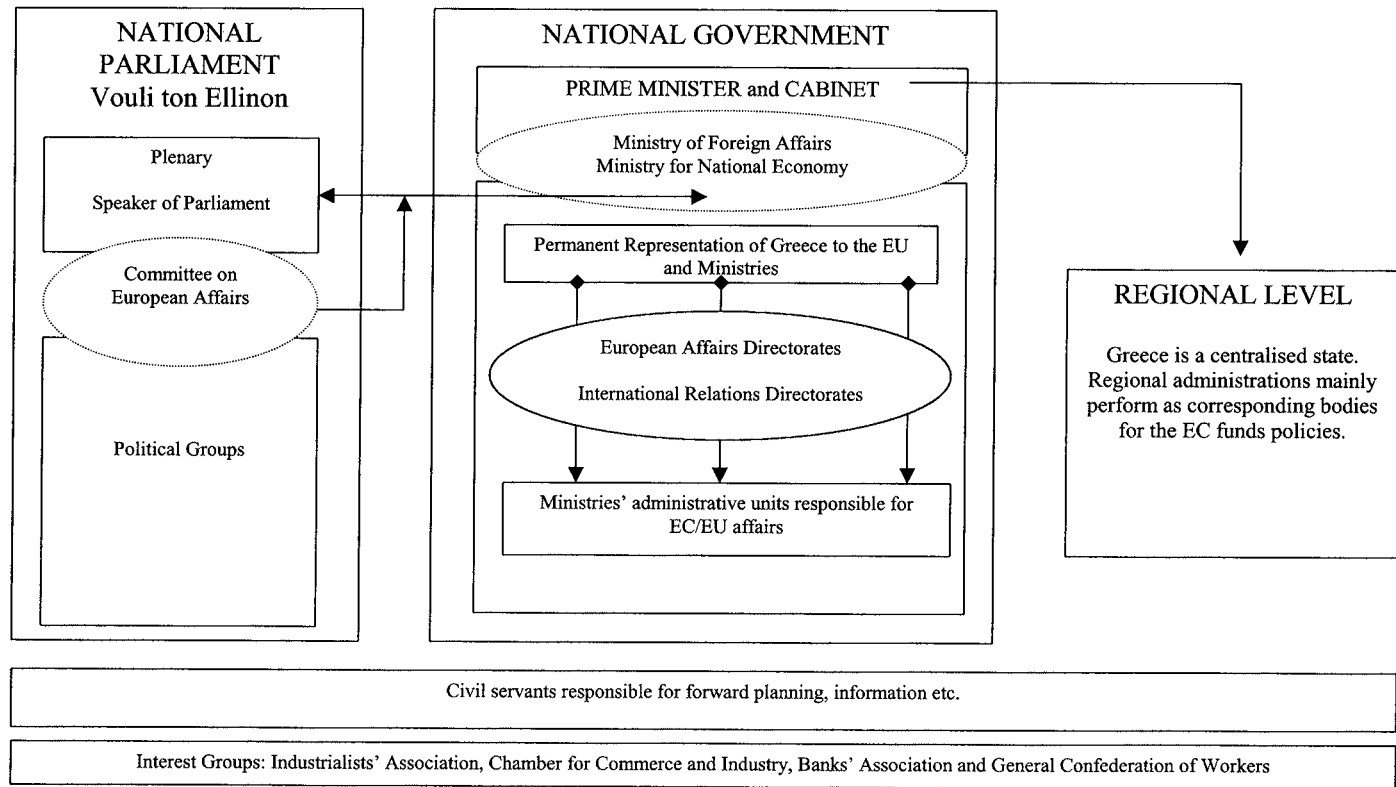 NATIONAL
PARLIAMENT
Vouli ton Ellinon
Plenary
Speaker of Parliament
Committee on
European Affairs
Political Groups
NATIONAL GOVERNMENT
PRIME MINISTER and CABINET
Ministry of Foreign Affairs
Ministry for National Economy
Permanent Representation of Greece to the EU
and Ministries
European Affairs Directorates
International Relations Directorates
Ministries’ administrative units responsible for
EC/EU affairs
REGIONAL LEVEL
Greece is a centralised state.
Regional administrations mainly
perform as corresponding bodies
for the EC funds policies.
Civil servants responsible for forward planning, information etc.
Interest Groups: Industrialists’ Association, Chamber for Commerce and Industry, Banks’ Association and General Confederation of Workers